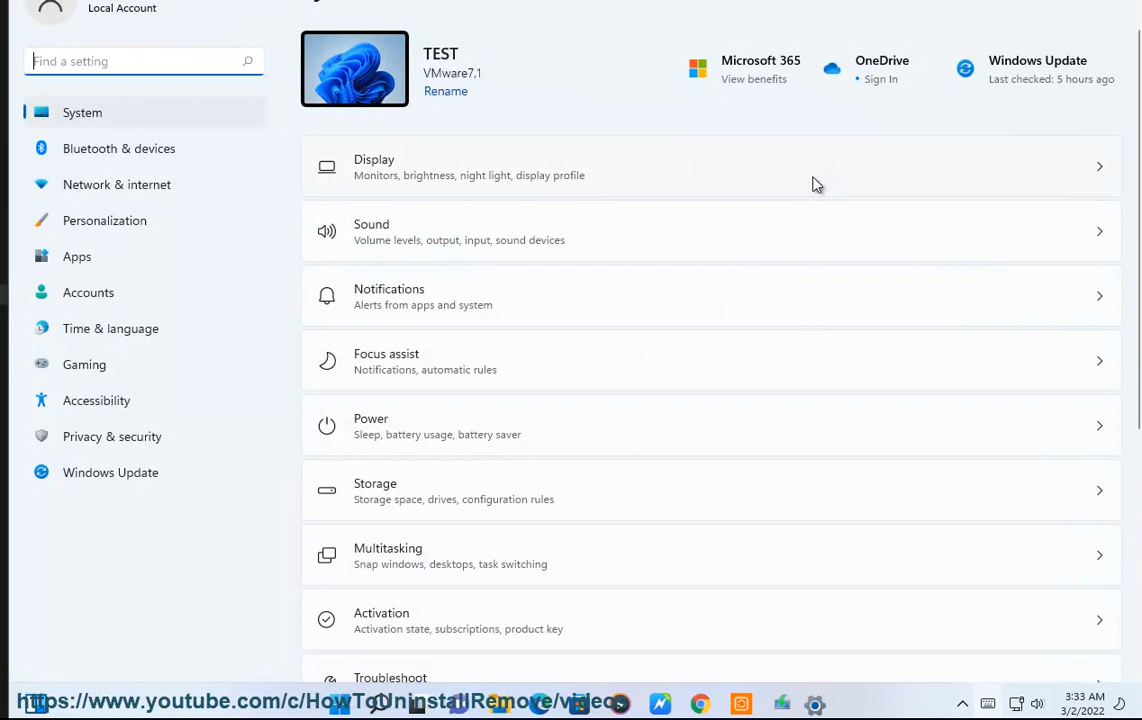 Local Account
Find a setting
System
Bluetooth & devices
Network & internet
Personalization
Apps
Accounts
Time & language
Gaming
Accessibility
Privacy & security
Windows Update
TEST
VMware7,1
Rename
Microsoft 365
View benefits
OneDrive
• Sign In
Windows Update
Last checked: 5 hours ago
Display
Monitors, brightness, night light, display profile
Sound
Volume levels, output, input, sound devices
Notifications
Alerts from apps and system
Focus assist
Notifications, automatic rules
Power
Sleep, battery usage, battery saver
Storage
Storage space, drives, configuration rules
Multitasking
Snap windows, desktops, task switching
Activation
Activation state, subscriptions, product key
Troubleshoot
https://www.youtube.com/c/HowToUninstallRemove/videos
3:33 AM
3/2/2022